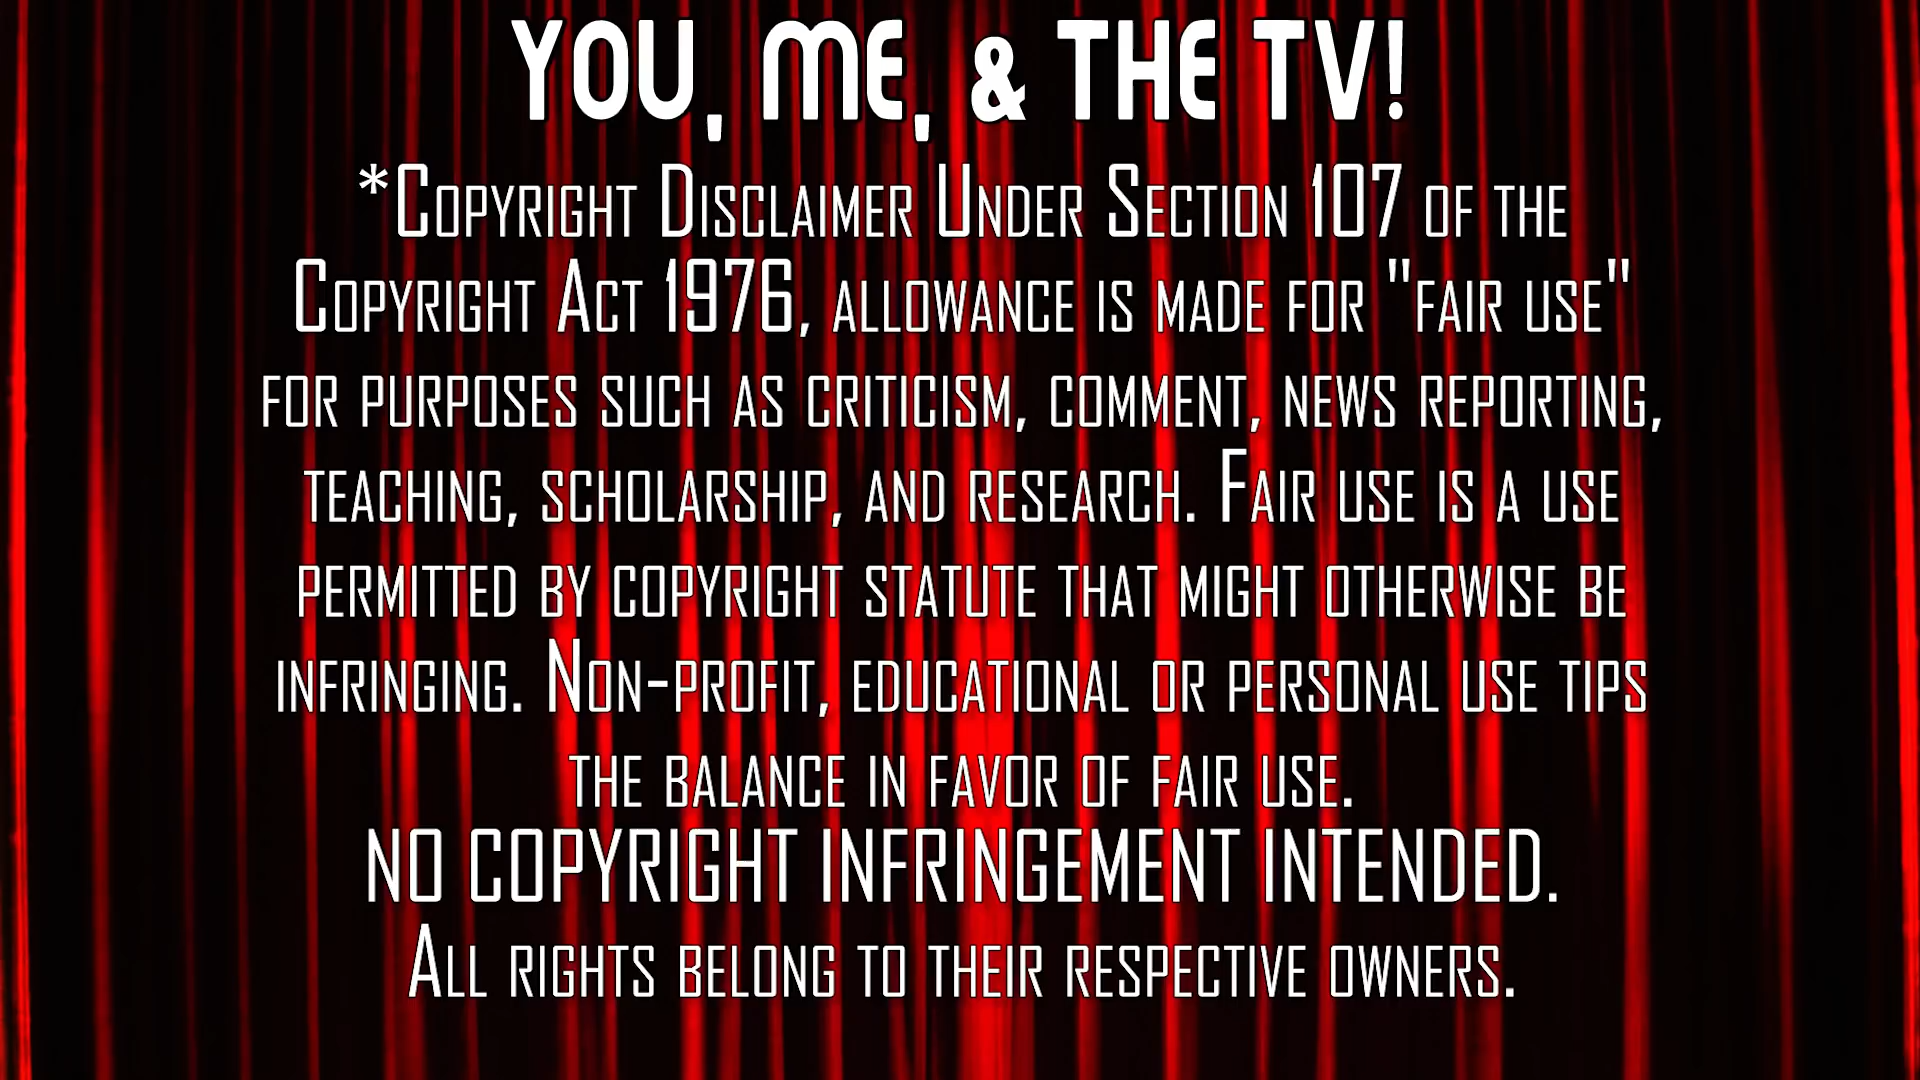 YOU, ME, & THE TV!
*Copyright Disclaimer Under Section 107 of the
Copyright Act 1976, allowance is made for "fair use"
for purposes such as criticism, comment, news reporting,
teaching, scholarship, and research. Fair use is a use
permitted by copyright statute that might otherwise be
infringing. Non-profit, educational or personal use tips
the balance in favor of fair use.
NO COPYRIGHT INFRINGEMENT INTENDED.
All rights belong to their respective owners.